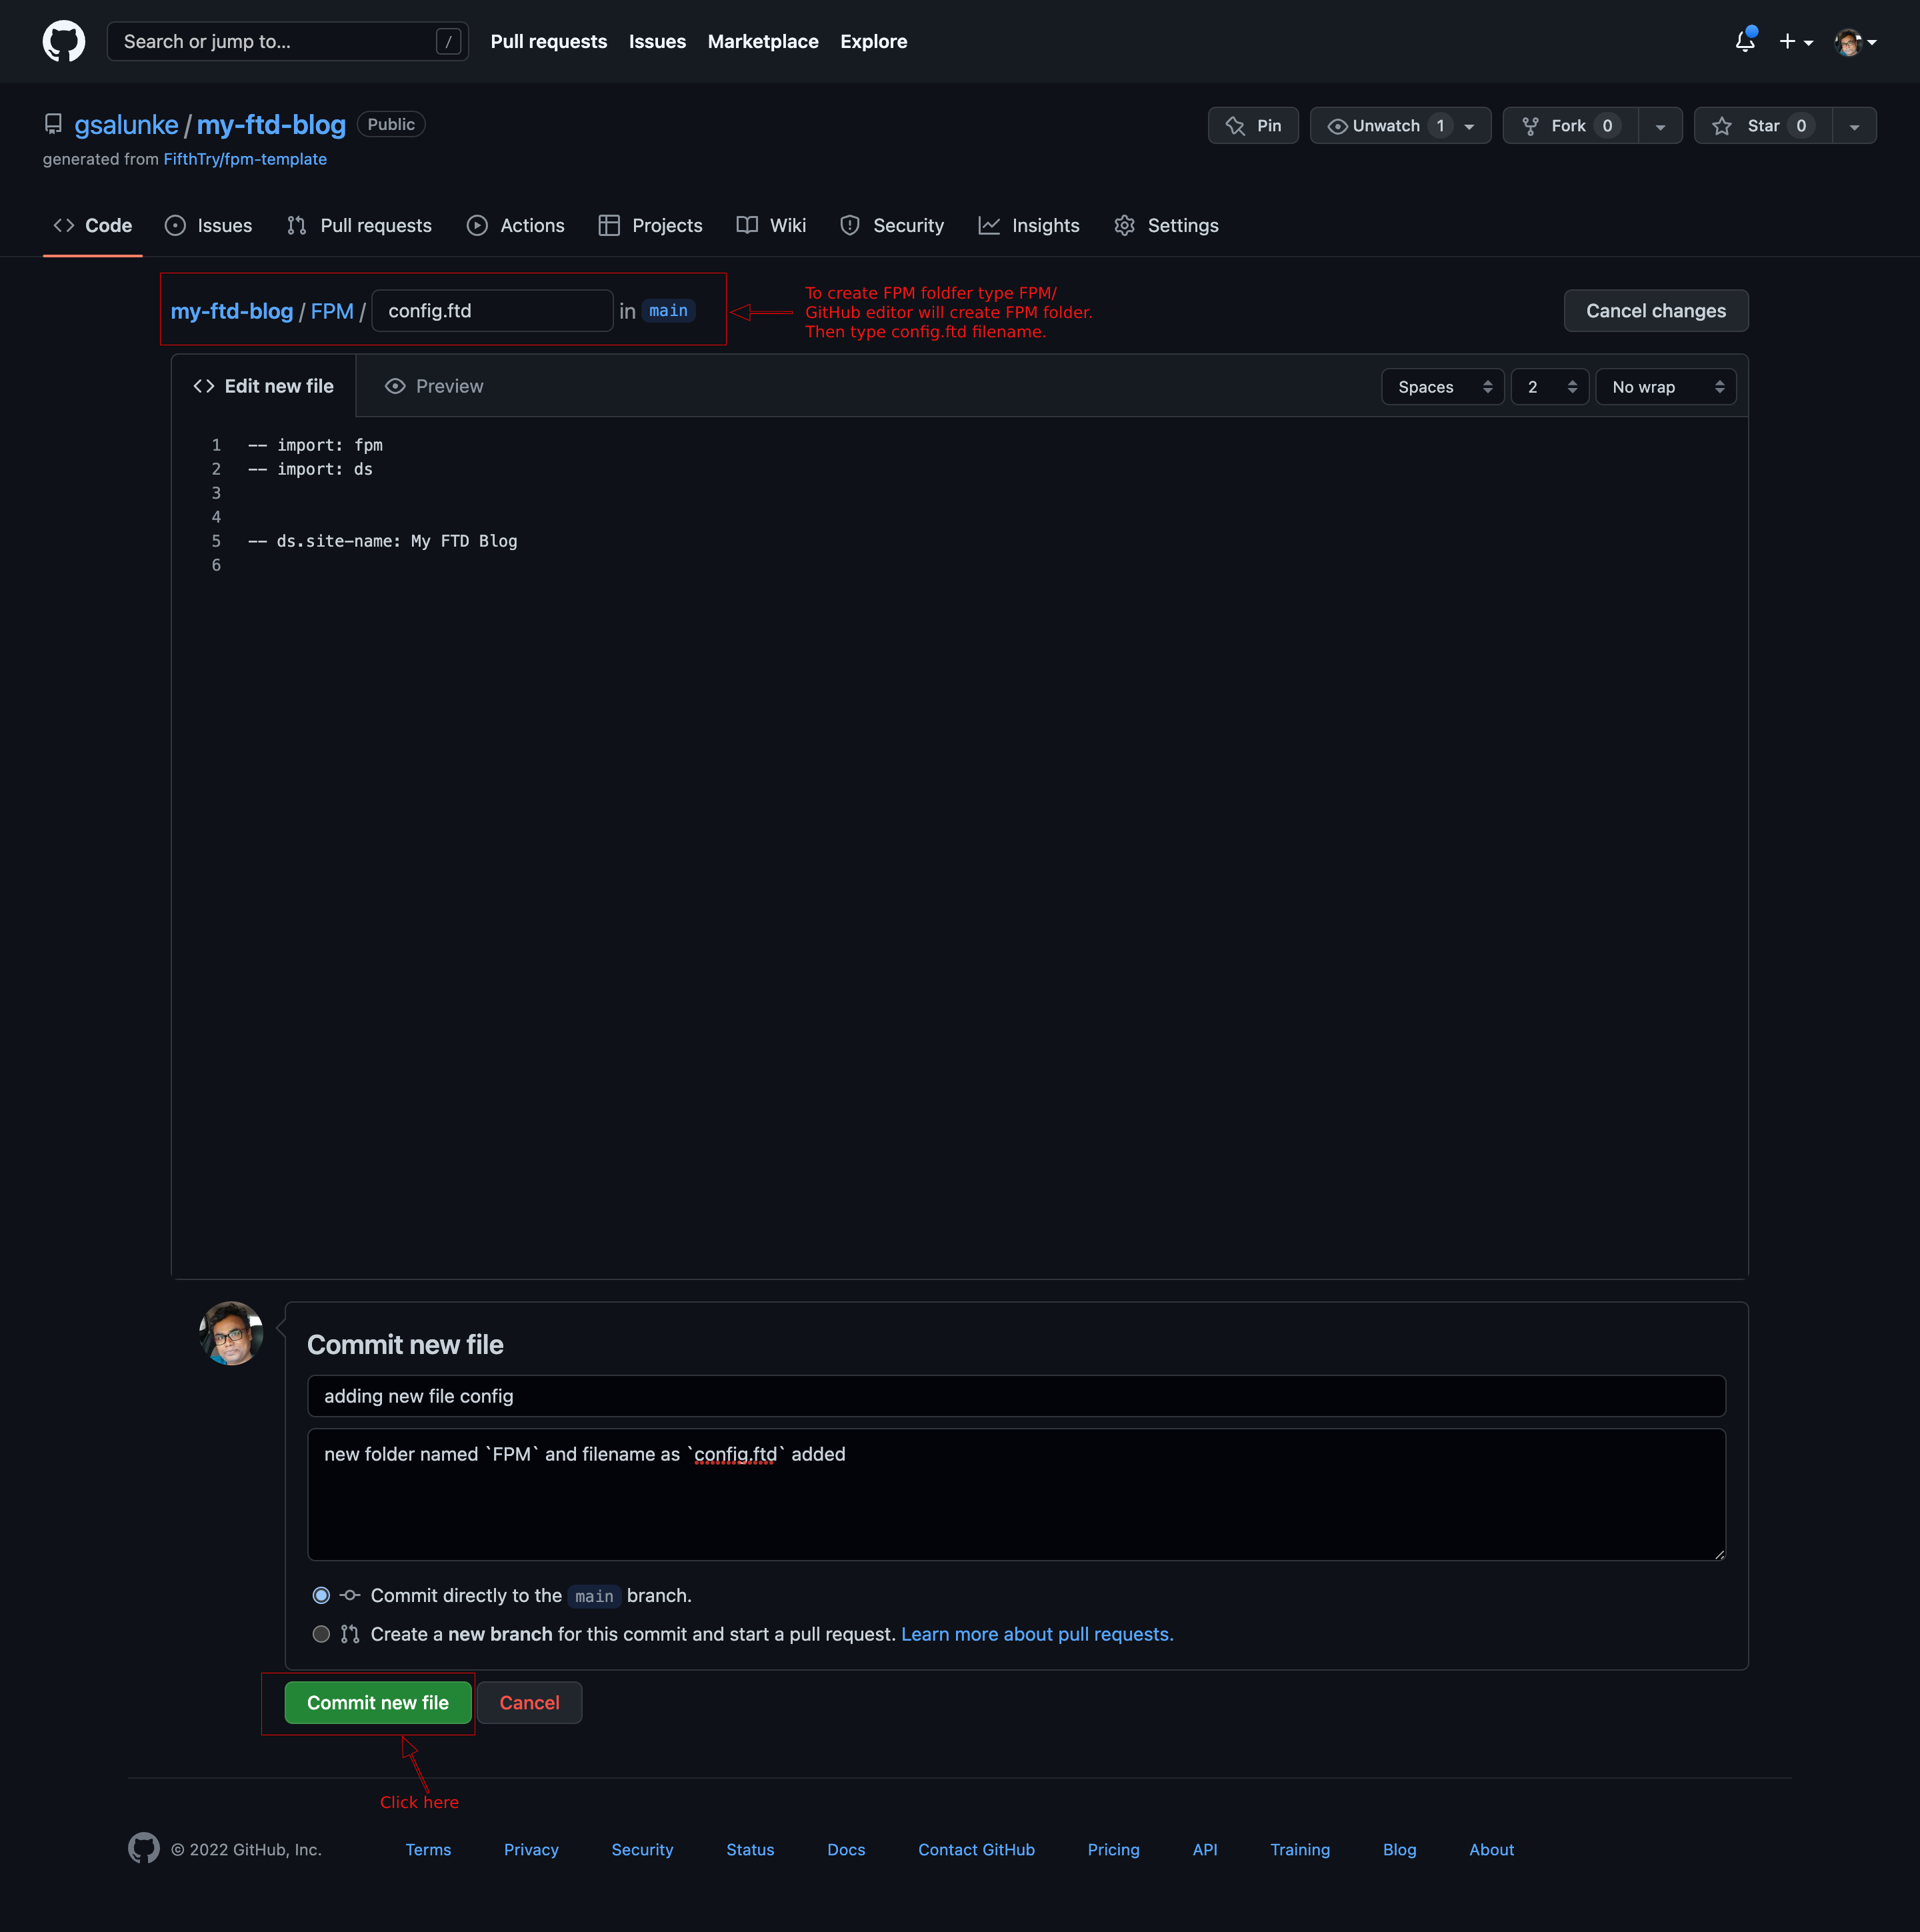 Search or jump to... / Pull requests Issues Marketplace Explore
gsalunke / my-ftd-blog Public Pin Unwatch 1 Fork 0 Star 0
generated from FifthTry/fpm-template
Code Issues Pull requests Actions Projects Wiki Security Insights Settings
my-ftd-blog / FPM / config.ftd in main
To create FPM foldfer type FPM/
GitHub editor will create FPM folder.
Then type config.ftd filename.
Cancel changes
Edit new file Preview Spaces 2 No wrap
1 -- import: fpm
2 -- import: ds
3
4
5 -- ds.site-name: My FTD Blog
6
Commit new file
adding new file config
new folder named `FPM` and filename as `config.ftd` added
Commit directly to the main branch.
Create a new branch for this commit and start a pull request. Learn more about pull requests.
Commit new file Cancel
Click here
© 2022 GitHub, Inc. Terms Privacy Security Status Docs Contact GitHub Pricing API Training Blog About